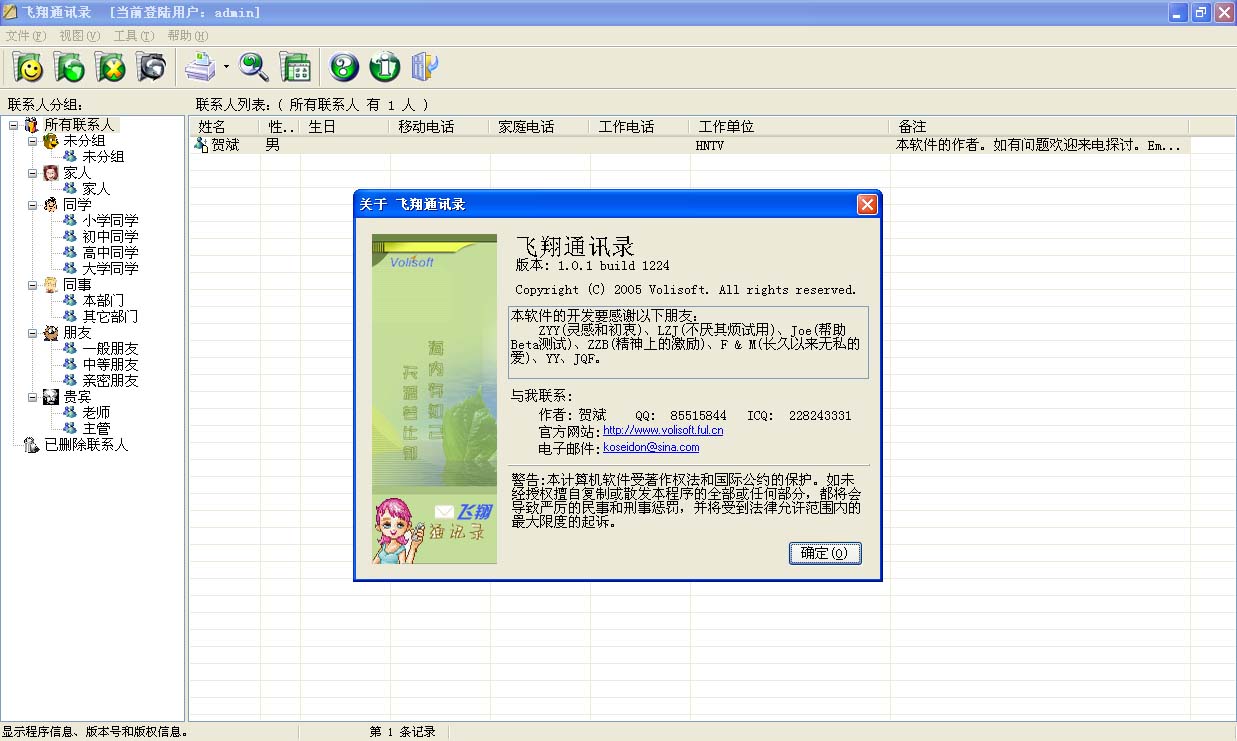 飞翔通讯录 [当前登陆用户: admin]
文件(F) 视图(V) 工具(T) 帮助(H)
联系人分组:
联系人列表:( 所有联系人 有 1 人 )
所有联系人
未分组
未分组
家人
家人
同学
小学同学
初中同学
高中同学
大学同学
同事
本部门
其它部门
朋友
一般朋友
中等朋友
亲密朋友
贵宾
老师
主管
已删除联系人
姓名 性.. 生日 移动电话 家庭电话 工作电话 工作单位 备注
贺斌 男 HNTV 本软件的作者。如有问题欢迎来电探讨。Em...
关于 飞翔通讯录
Volisoft
海内存知己
天涯若比邻
飞翔
通讯录
飞翔通讯录
版本: 1.0.1 build 1224
Copyright (C) 2005 Volisoft. All rights reserved.
本软件的开发要感谢以下朋友:
ZYY(灵感和初衷)、LZJ(不厌其烦试用)、Joe(帮助
Beta测试)、ZZB(精神上的激励)、F & M(长久以来无私的
爱)、YY、JQF。
与我联系:
作者: 贺斌 QQ: 85515844 ICQ: 228243331
官方网站: http://www.volisoft.ful.cn
电子邮件: koseidon@sina.com
警告:本计算机软件受著作权法和国际公约的保护。如未
经授权擅自复制或散发本程序的全部或任何部分，都将会
导致严厉的民事和刑事惩罚，并将受到法律允许范围内的
最大限度的起诉。
确定(O)
显示程序信息、版本号和版权信息。
第 1 条记录